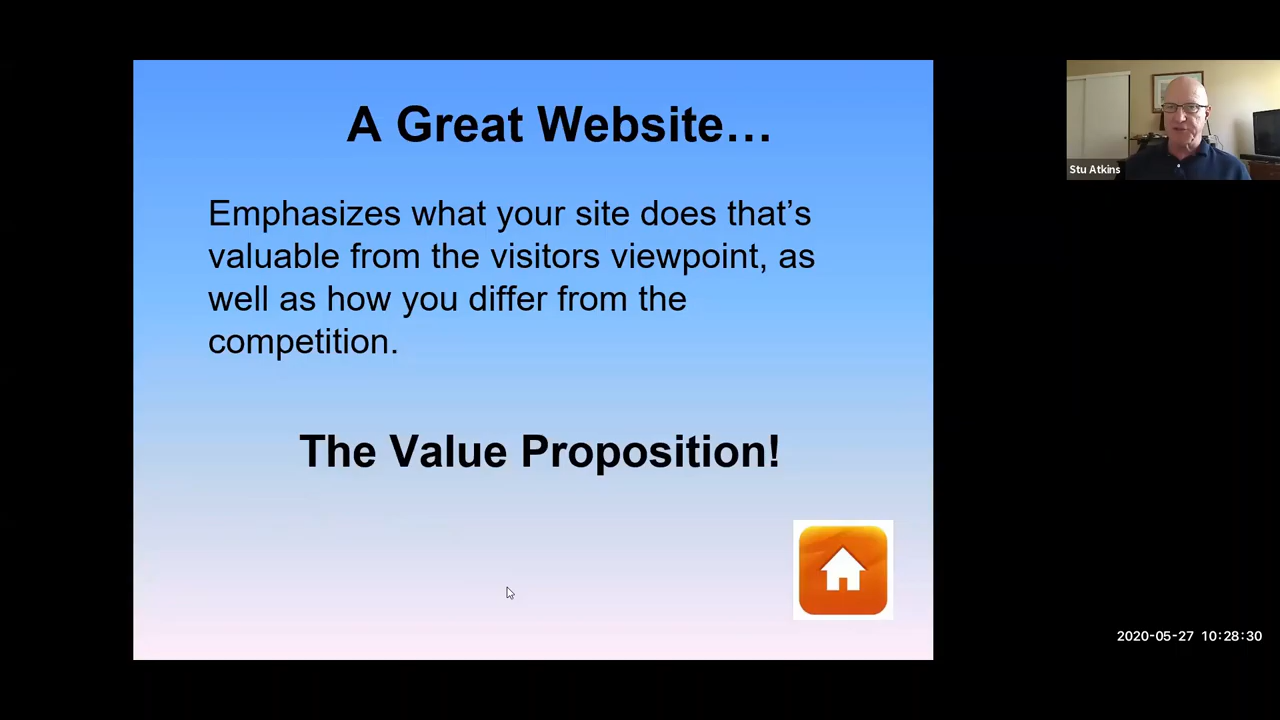 A Great Website…
Emphasizes what your site does that’s
valuable from the visitors viewpoint, as
well as how you differ from the
competition.
The Value Proposition!
Stu Atkins
2020-05-27 10:28:30